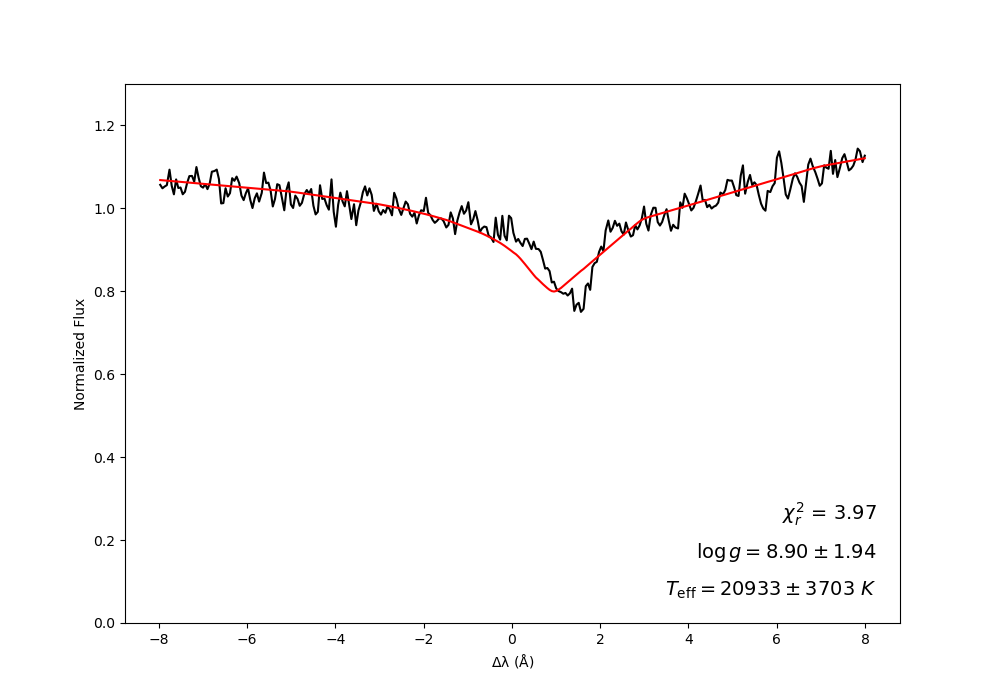 1.2
1.0
0.8
0.6
0.4
0.2
0.0
Normalized Flux
χ²ᵣ = 3.97
log g = 8.90 ± 1.94
T_eff = 20933 ± 3703 K
−8 −6 −4 −2 0 2 4 6 8
Δλ (Å)